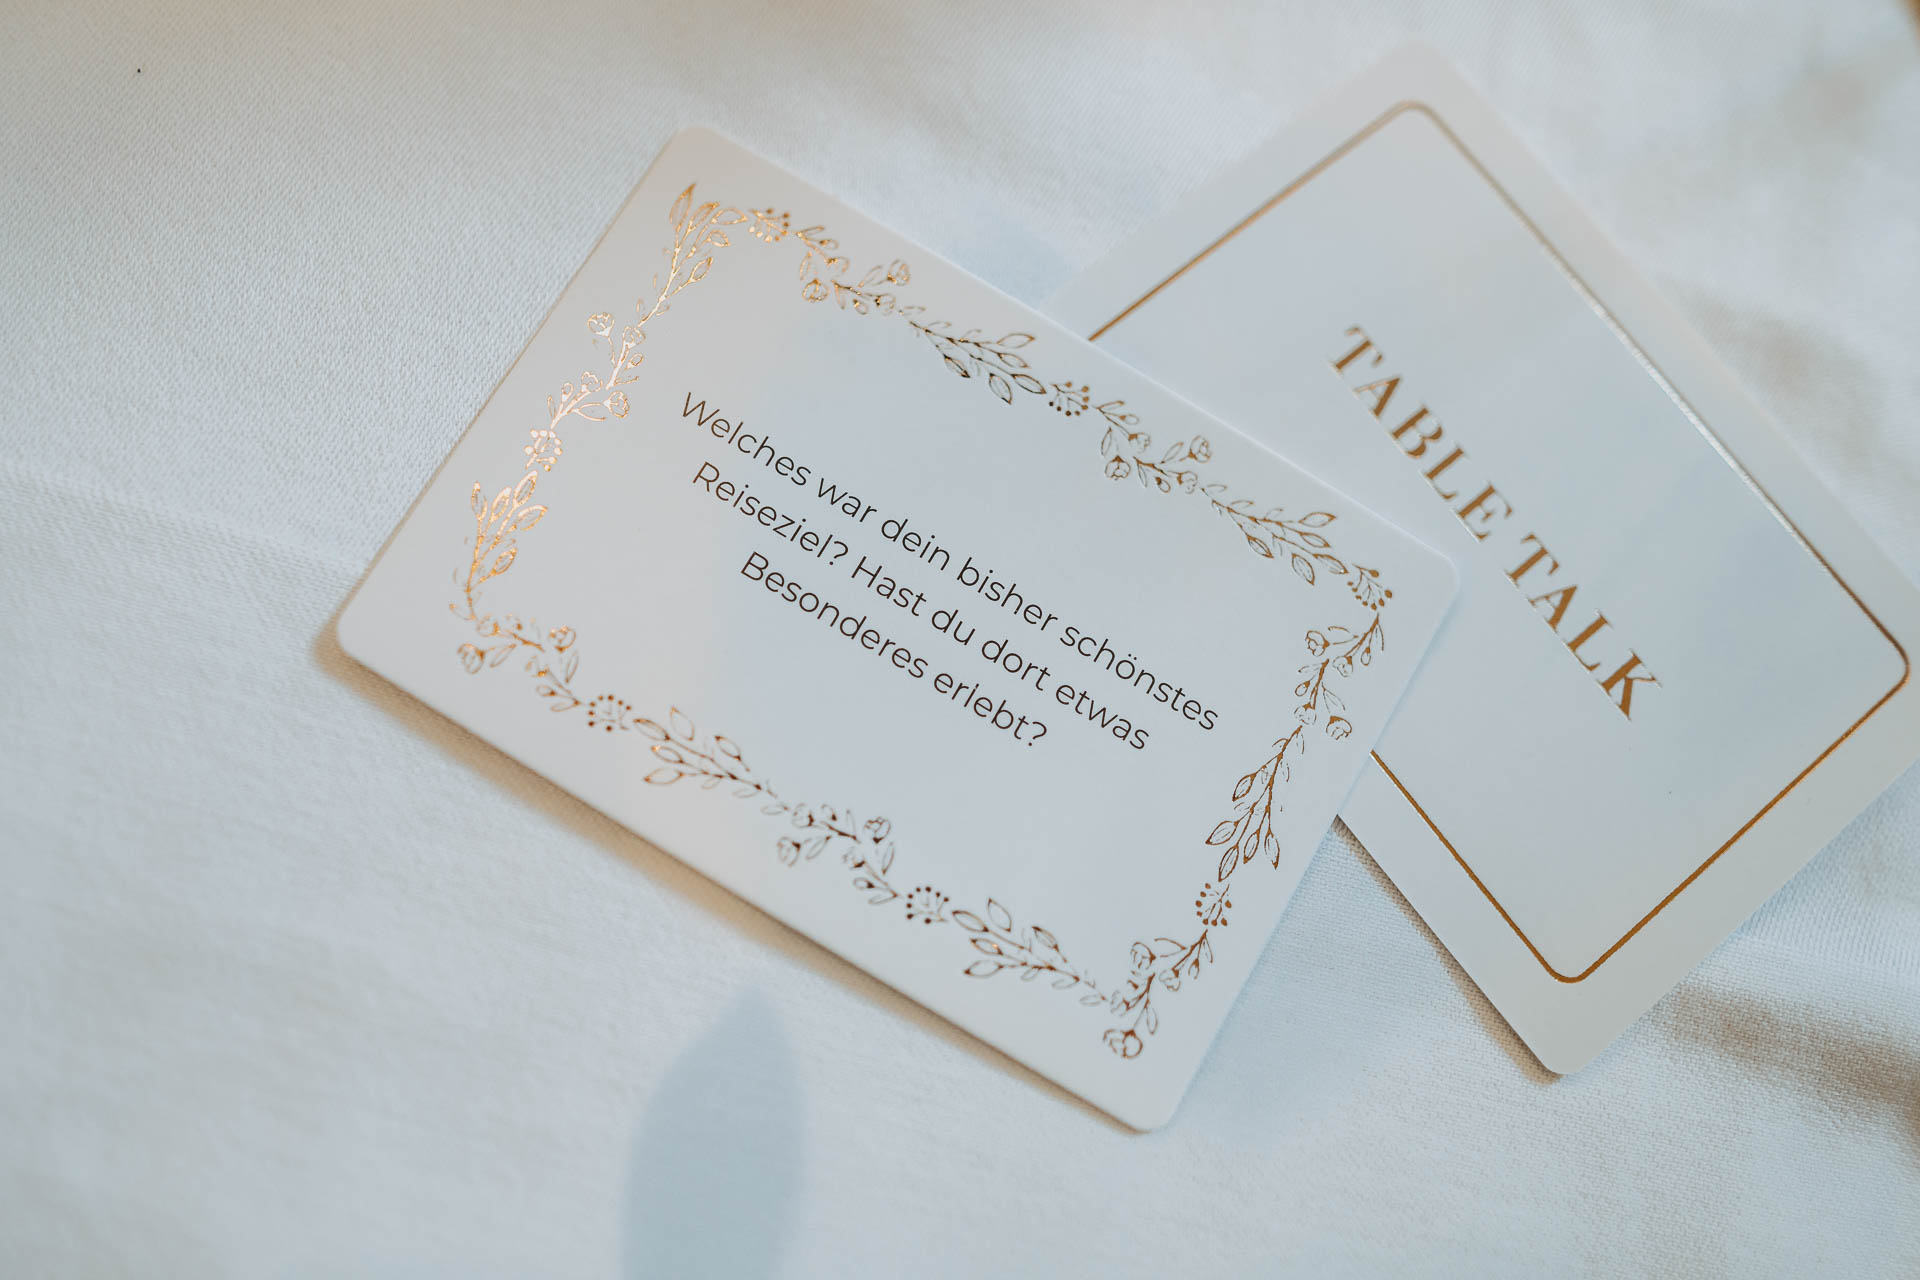 Welches war dein bisher schönstes
Reiseziel? Hast du dort etwas
Besonderes erlebt?
TABLE TALK